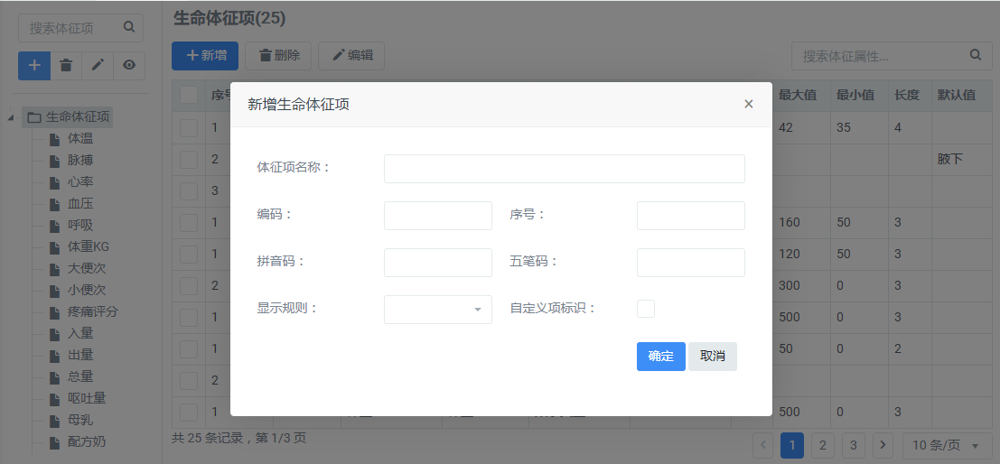 搜索体征项
生命体征项
体温
脉搏
心率
血压
呼吸
体重KG
大便次
小便次
疼痛评分
入量
出量
总量
呕吐量
母乳
配方奶
生命体征项(25)
新增 删除 编辑
搜索体征属性...
序号 最大值 最小值 长度 默认值
1 42 35 4
2 腋下
3
1 160 50 3
1 120 50 3
2 300 0 3
1 500 0 3
1 50 0 2
2
1 500 0 3
共 25 条记录，第 1/3 页
1 2 3 10 条/页
新增生命体征项 ×
体征项名称：
编码： 序号：
拼音码： 五笔码：
显示规则： 自定义项标识：
确定 取消